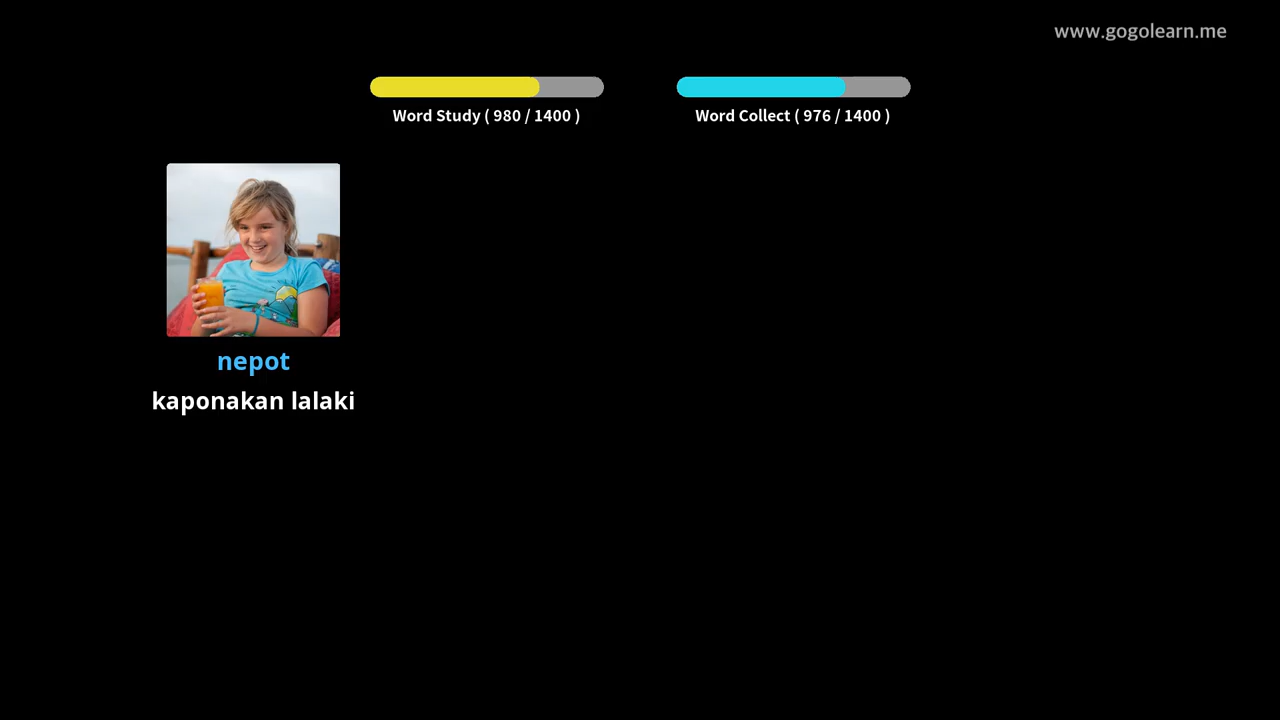 www.gogolearn.me
Word Study ( 980 / 1400 )
Word Collect ( 976 / 1400 )
nepot
kaponakan lalaki